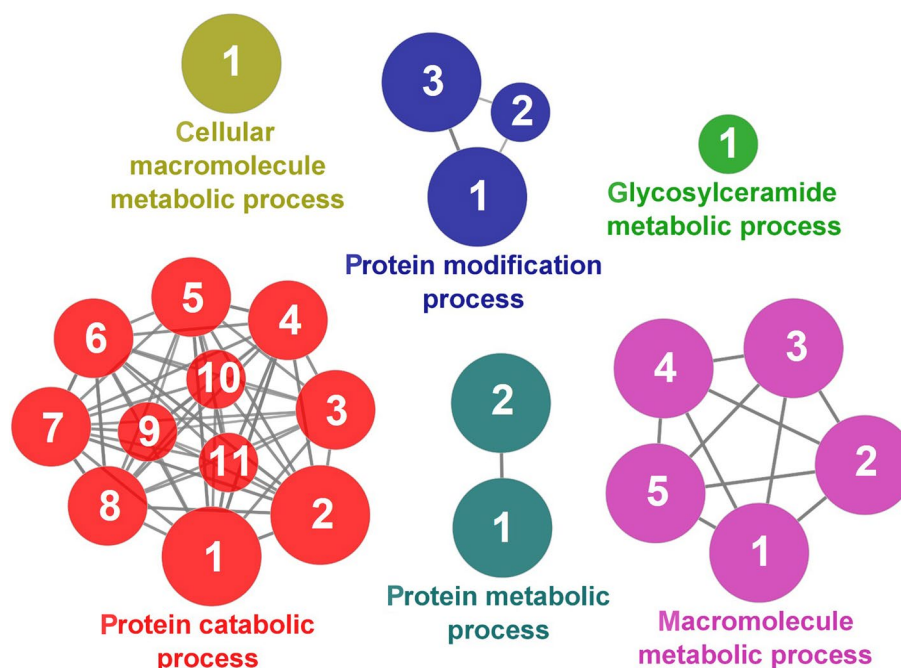 1
Cellular
macromolecule
metabolic process
3
2
1
Protein modification
process
1
Glycosylceramide
metabolic process
5
4
6
10
3
7
9
11
8
2
1
Protein catabolic
process
2
1
Protein metabolic
process
3
4
2
5
1
Macromolecule
metabolic process